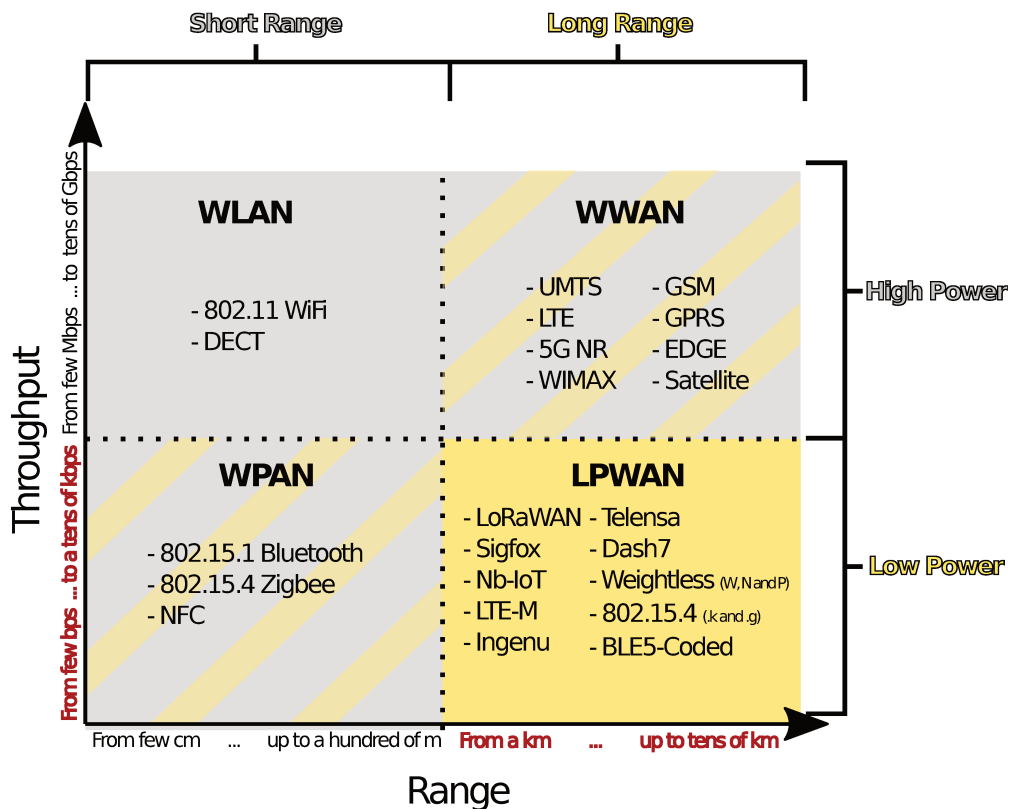 Short Range
Long Range
WLAN
- 802.11 WiFi
- DECT
WWAN
- UMTS
- LTE
- 5G NR
- WIMAX
- GSM
- GPRS
- EDGE
- Satellite
High Power
WPAN
- 802.15.1 Bluetooth
- 802.15.4 Zigbee
- NFC
LPWAN
- LoRaWAN
- Sigfox
- Nb-IoT
- LTE-M
- Ingenu
- Telensa
- Dash7
- Weightless (W, N and P)
- 802.15.4 (.k and .g)
- BLE5-Coded
Low Power
Throughput
From few Mbps ... to tens of Gbps
From few bps ... to a tens of kbps
From few cm ... up to a hundred of m
From a km ... up to tens of km
Range